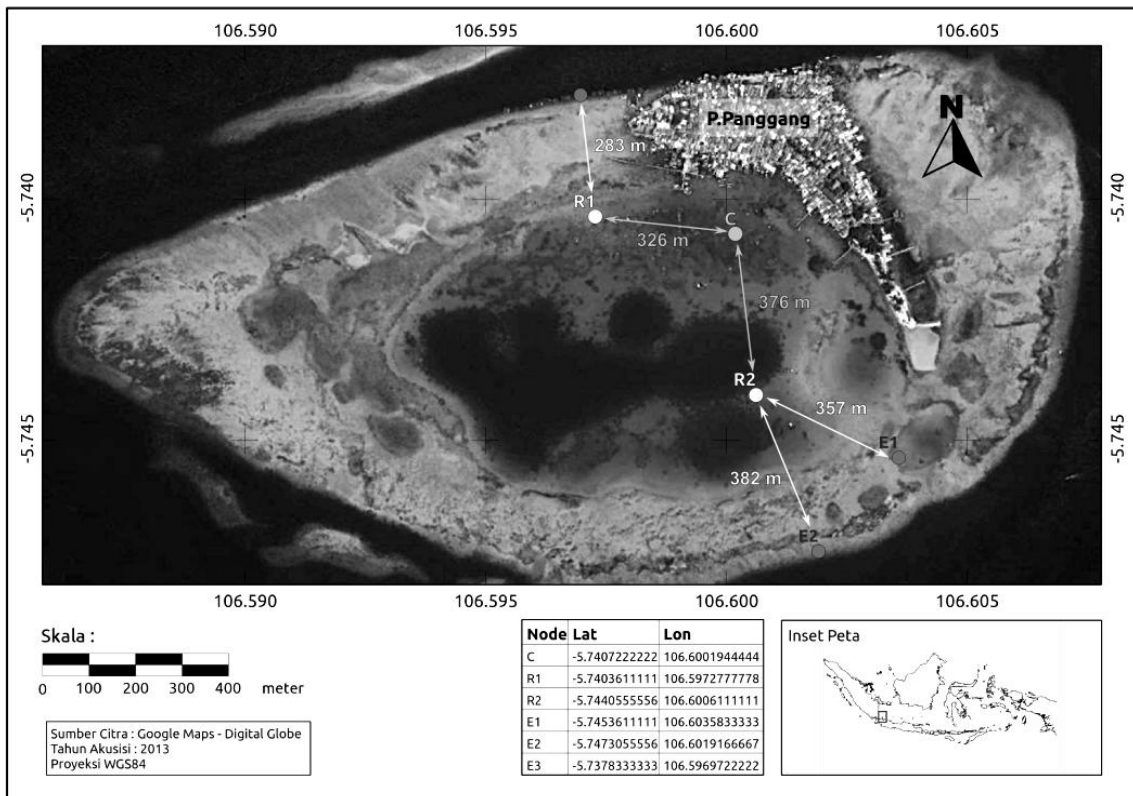 106.590 106.595 106.600 106.605
P.Panggang
N
283 m
-5.740 -5.740
R1
C
326 m
376 m
R2
357 m
E1
-5.745 -5.745
382 m
E2
106.590 106.595 106.600 106.605
Skala :
0 100 200 300 400 meter
Sumber Citra : Google Maps - Digital Globe
Tahun Akusisi : 2013
Proyeksi WGS84
Node Lat Lon
C -5.7407222222 106.6001944444
R1 -5.7403611111 106.5972777778
R2 -5.7440555556 106.6006111111
E1 -5.7453611111 106.6035833333
E2 -5.7473055556 106.6019166667
E3 -5.7378333333 106.5969722222
Inset Peta